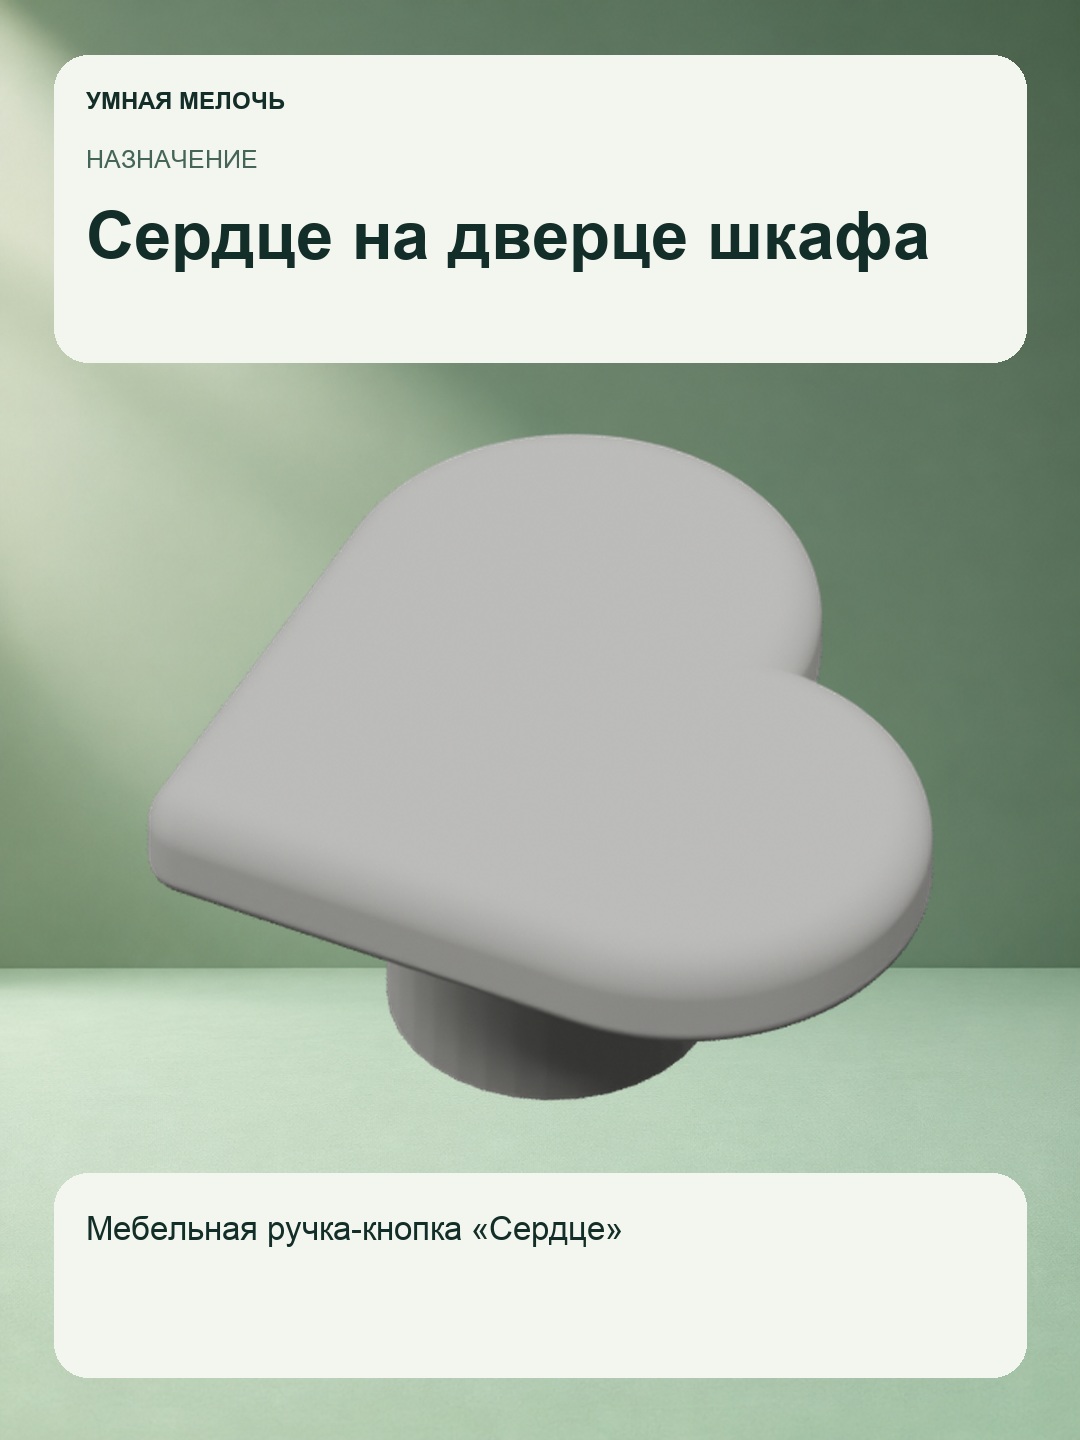 УМНАЯ МЕЛОЧЬ
НАЗНАЧЕНИЕ
Сердце на дверце шкафа
Мебельная ручка-кнопка «Сердце»